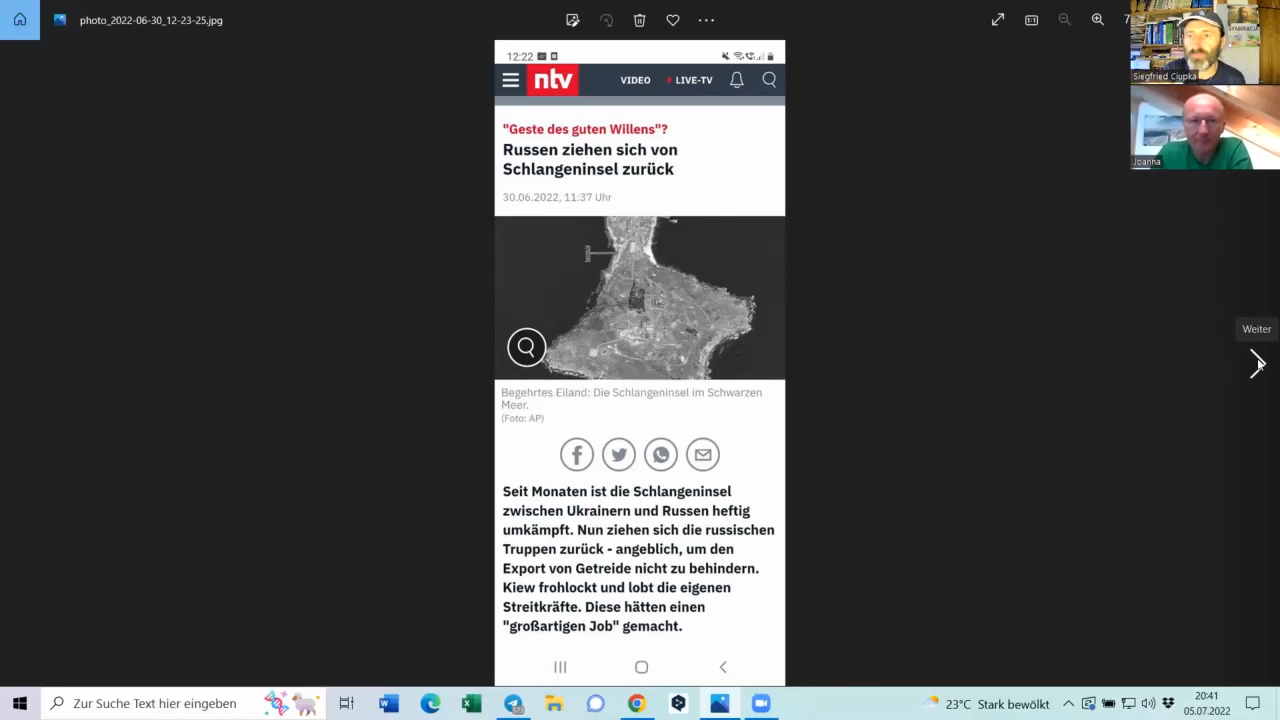 photo_2022-06-30_12-23-25.jpg
12:22
ntv
VIDEO
LIVE-TV
"Geste des guten Willens"?
Russen ziehen sich von
Schlangeninsel zurück
30.06.2022, 11:37 Uhr
Begehrtes Eiland: Die Schlangeninsel im Schwarzen
Meer.
(Foto: AP)
Seit Monaten ist die Schlangeninsel
zwischen Ukrainern und Russen heftig
umkämpft. Nun ziehen sich die russischen
Truppen zurück - angeblich, um den
Export von Getreide nicht zu behindern.
Kiew frohlockt und lobt die eigenen
Streitkräfte. Diese hätten einen
"großartigen Job" gemacht.
Siegfried Ciupka
Joanna
Weiter
Zur Suche Text hier eingeben
23°C Stark bewölkt
20:41
05.07.2022